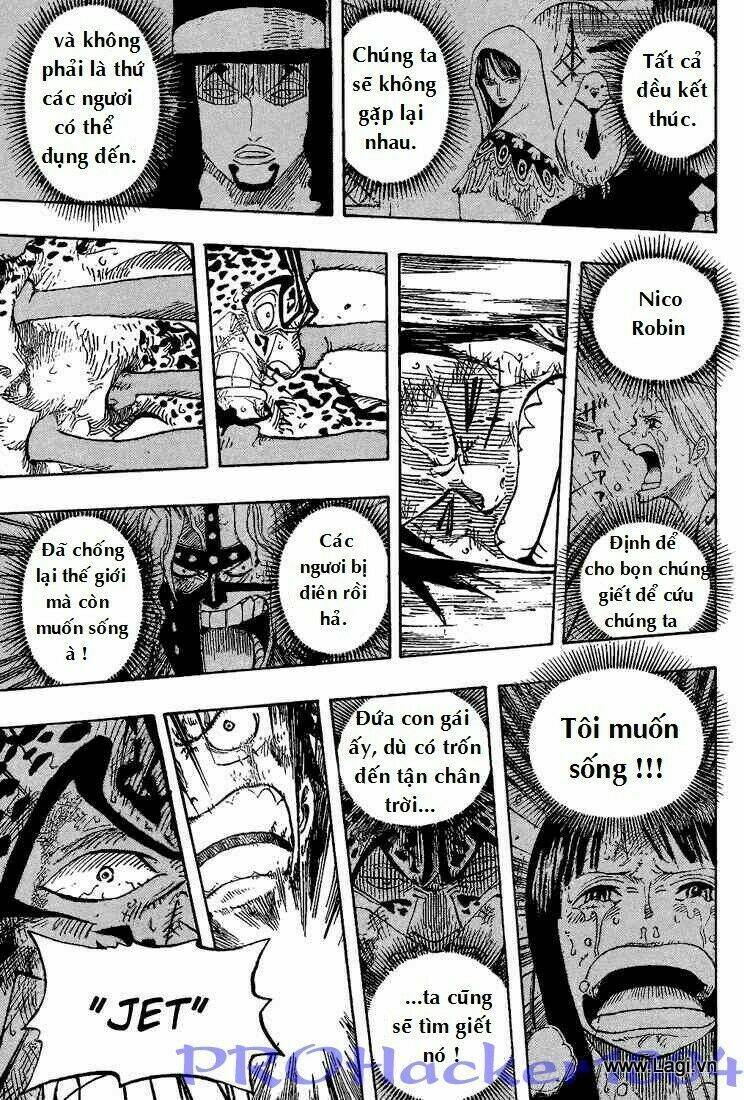 Tất cả
đều kết
thúc.
Chúng ta
sẽ không
gặp lại
nhau.
và không
phải là thứ
các ngươi
có thể
đụng đến.
Nico
Robin
Định để
cho bọn chúng
giết để cứu
chúng ta
Các
ngươi bị
điên rồi
hả.
Đã chống
lại thế giới
mà còn
muốn sống
à !
Tôi muốn
sống !!!
Đứa con gái
ấy, dù có trốn
đến tận chân
trời...
...ta cũng
sẽ tìm giết
nó !
"JET"
PROHacker1604
www.Lagi.vn